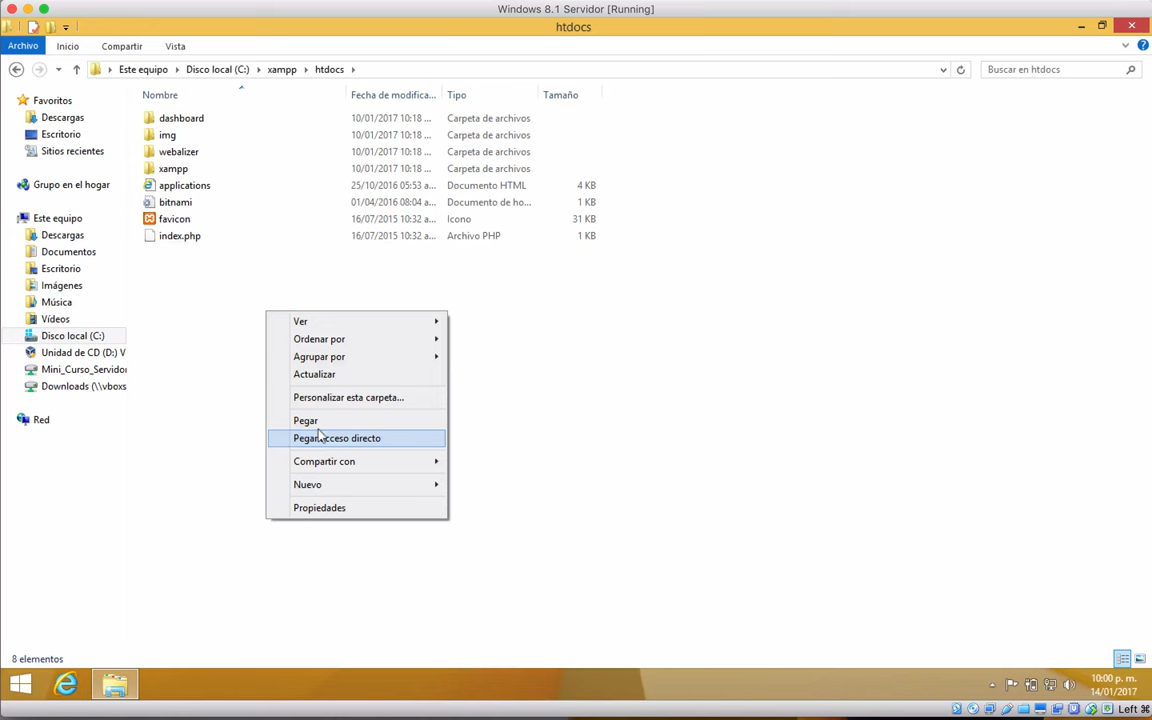 Windows 8.1 Servidor [Running]
htdocs
Archivo Inicio Compartir Vista
Este equipo Disco local (C:) xampp htdocs Buscar en htdocs
Nombre Fecha de modifica... Tipo Tamaño
dashboard 10/01/2017 10:18 ... Carpeta de archivos
img 10/01/2017 10:18 ... Carpeta de archivos
webalizer 10/01/2017 10:18 ... Carpeta de archivos
xampp 10/01/2017 10:18 ... Carpeta de archivos
applications 25/10/2016 05:53 a... Documento HTML 4 KB
bitnami 01/04/2016 08:04 a... Documento de ho... 1 KB
favicon 16/07/2015 10:32 a... Icono 31 KB
index.php 16/07/2015 10:32 a... Archivo PHP 1 KB
Favoritos
Descargas
Escritorio
Sitios recientes
Grupo en el hogar
Este equipo
Descargas
Documentos
Escritorio
Imágenes
Música
Vídeos
Disco local (C:)
Unidad de CD (D:) V
Mini_Curso_Servidor
Downloads (\\vboxs
Red
Ver
Ordenar por
Agrupar por
Actualizar
Personalizar esta carpeta...
Pegar
Pegar acceso directo
Compartir con
Nuevo
Propiedades
8 elementos
10:00 p. m.
14/01/2017
Left ⌘